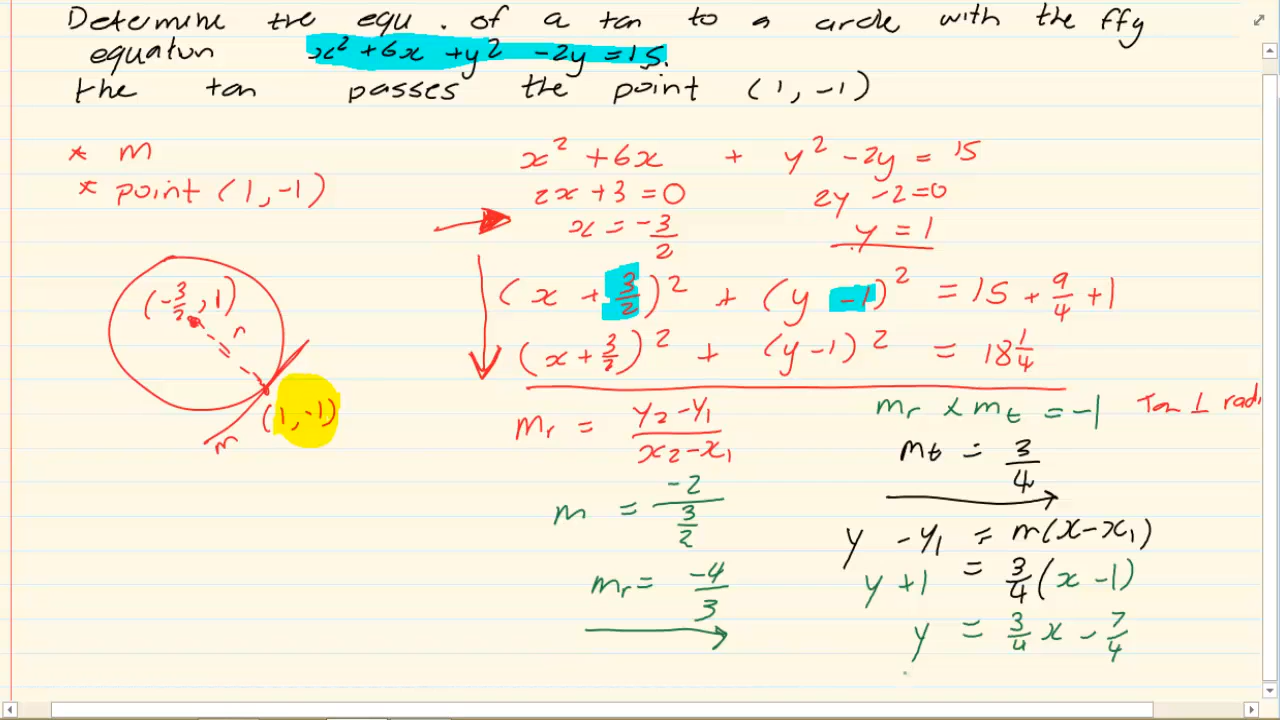 Determine the equ. of a tan to a circle with the ffg
equation x² + 6x + y² - 2y = 15.
the tan passes the point (1, -1)
* m
* point (1, -1)
x² + 6x + y² - 2y = 15
2x + 3 = 0 2y - 2 = 0
x = -3/2 y = 1
(x + 3/2)² + (y - 1)² = 15 + 9/4 + 1
(x + 3/2)² + (y - 1)² = 18 1/4
(-3/2, 1)
r
(1, -1)
m
mr = y2 - y1 / x2 - x1
m = -2 / 3/2
mr = -4/3
mr x mt = -1 Tan ⊥ radi
mt = 3/4
y - y1 = m(x - x1)
y + 1 = 3/4 (x - 1)
y = 3/4 x - 7/4